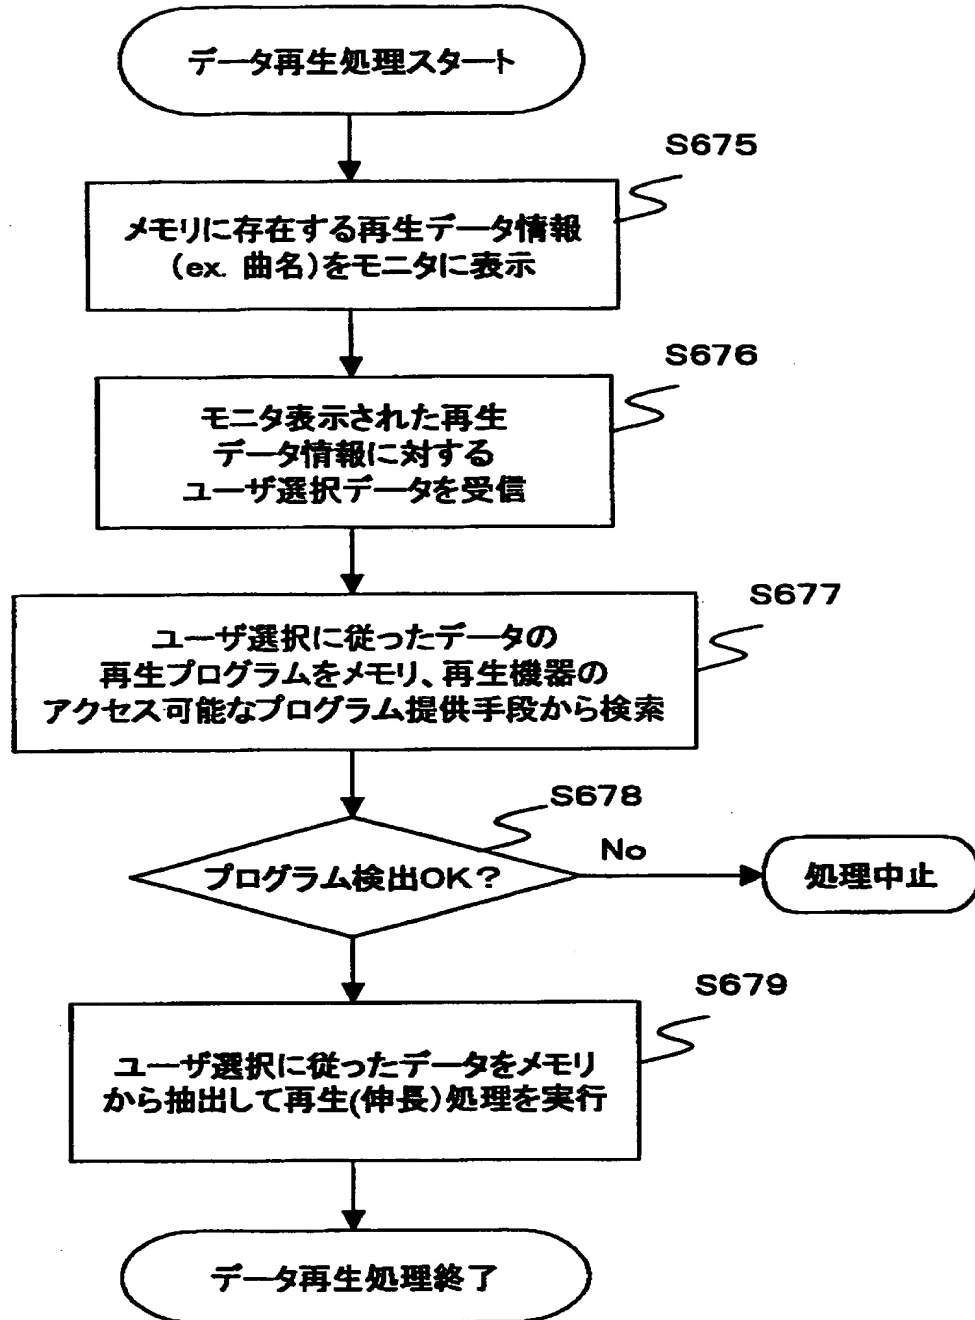 データ再生処理スタート
S675
メモリに存在する再生データ情報
(ex. 曲名)をモニタに表示
S676
モニタ表示された再生
データ情報に対する
ユーザ選択データを受信
S677
ユーザ選択に従ったデータの
再生プログラムをメモリ、再生機器の
アクセス可能なプログラム提供手段から検索
S678
プログラム検出OK?
No
処理中止
S679
ユーザ選択に従ったデータをメモリ
から抽出して再生(伸長)処理を実行
データ再生処理終了